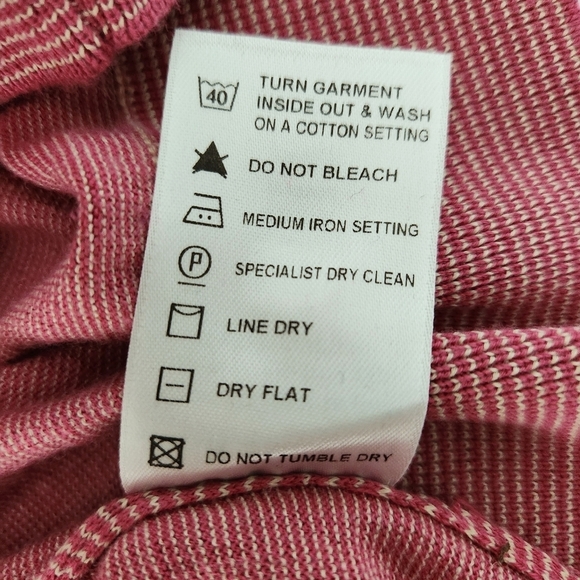 40 TURN GARMENT
INSIDE OUT & WASH
ON A COTTON SETTING
DO NOT BLEACH
MEDIUM IRON SETTING
P SPECIALIST DRY CLEAN
LINE DRY
DRY FLAT
DO NOT TUMBLE DRY